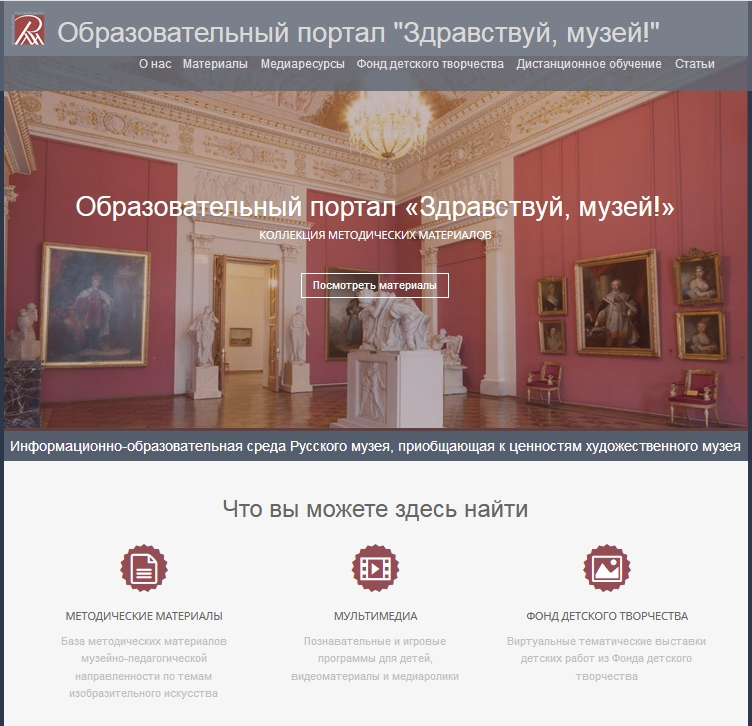 Образовательный портал "Здравствуй, музей!"
О нас Материалы Медиаресурсы Фонд детского творчества Дистанционное обучение Статьи
Образовательный портал «Здравствуй, музей!»
КОЛЛЕКЦИЯ МЕТОДИЧЕСКИХ МАТЕРИАЛОВ
Посмотреть материалы
Информационно-образовательная среда Русского музея, приобщающая к ценностям художественного музея
Что вы можете здесь найти
МЕТОДИЧЕСКИЕ МАТЕРИАЛЫ
База методических материалов
музейно-педагогической
направленности по темам
изобразительного искусства
МУЛЬТИМЕДИА
Познавательные и игровые
программы для детей,
видеоматериалы и медиаролики
ФОНД ДЕТСКОГО ТВОРЧЕСТВА
Виртуальные тематические выставки
детских работ из Фонда детского
творчества